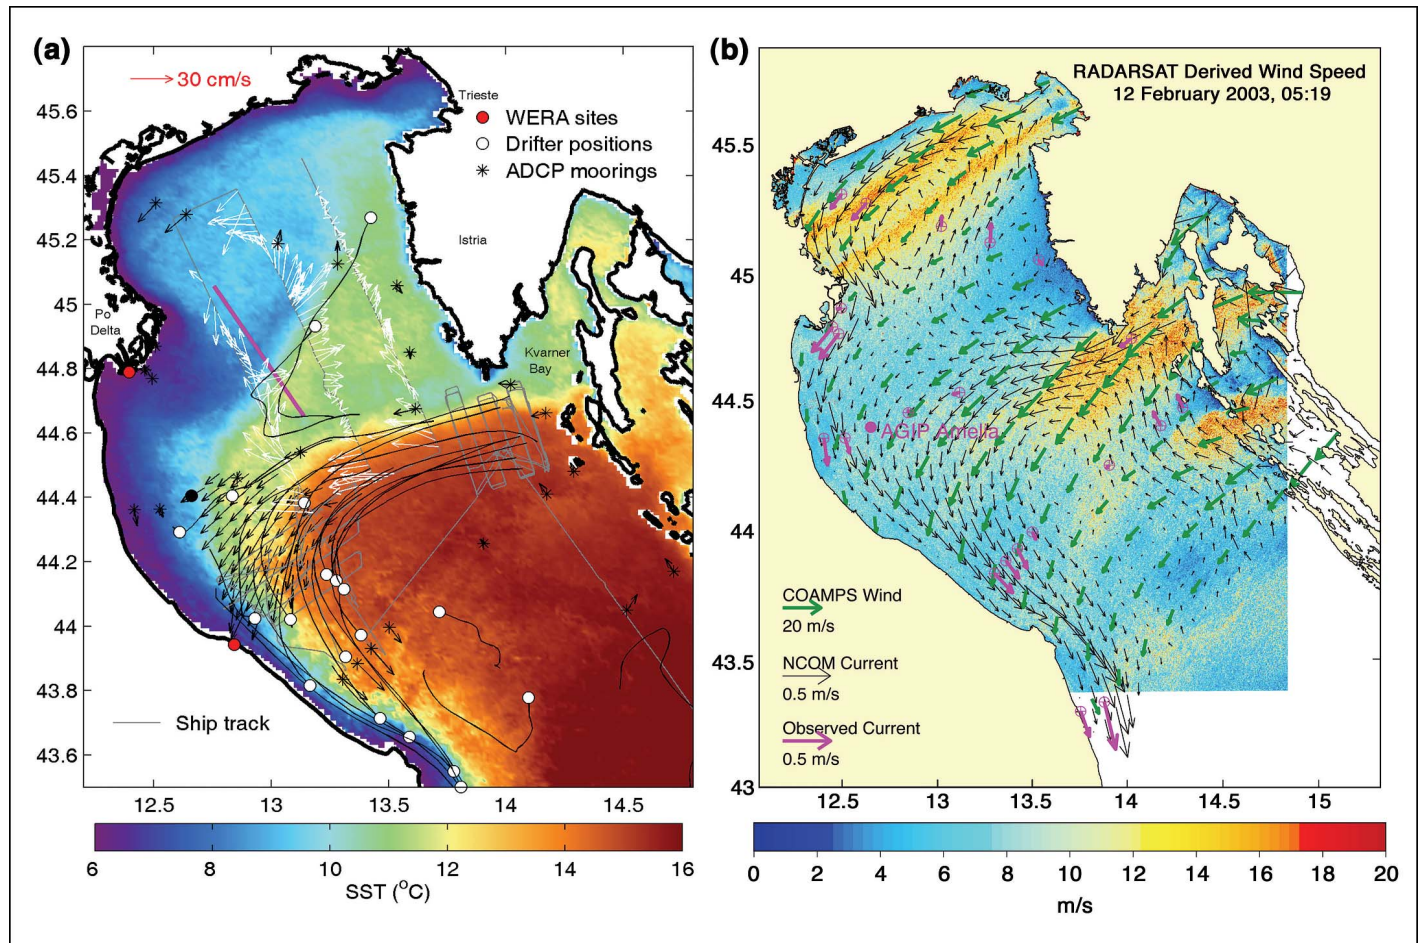 (a)
30 cm/s
Trieste
WERA sites
Drifter positions
ADCP moorings
Istria
Po
Delta
Kvarner
Bay
Ship track
45.6
45.4
45.2
45
44.8
44.6
44.4
44.2
44
43.8
43.6
12.5 13 13.5 14 14.5
6 8 10 12 14 16
SST (°C)
(b)
RADARSAT Derived Wind Speed
12 February 2003, 05:19
AGIP Amelia
COAMPS Wind
20 m/s
NCOM Current
0.5 m/s
Observed Current
0.5 m/s
45.5
45
44.5
44
43.5
43
12.5 13 13.5 14 14.5 15
0 2 4 6 8 10 12 14 16 18 20
m/s